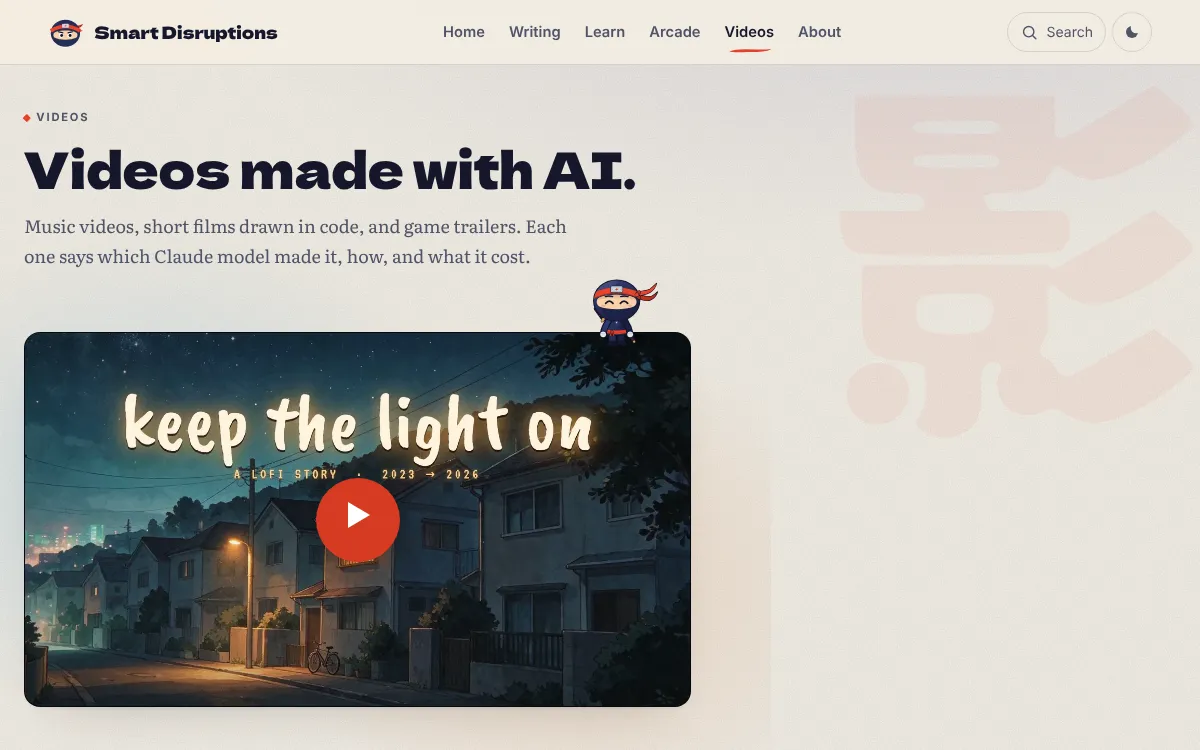 Smart Disruptions
Home Writing Learn Arcade Videos About
Search
VIDEOS
Videos made with AI.
Music videos, short films drawn in code, and game trailers. Each
one says which Claude model made it, how, and what it cost.
影
keep the light on
A LOFI STORY · 2023 → 2026